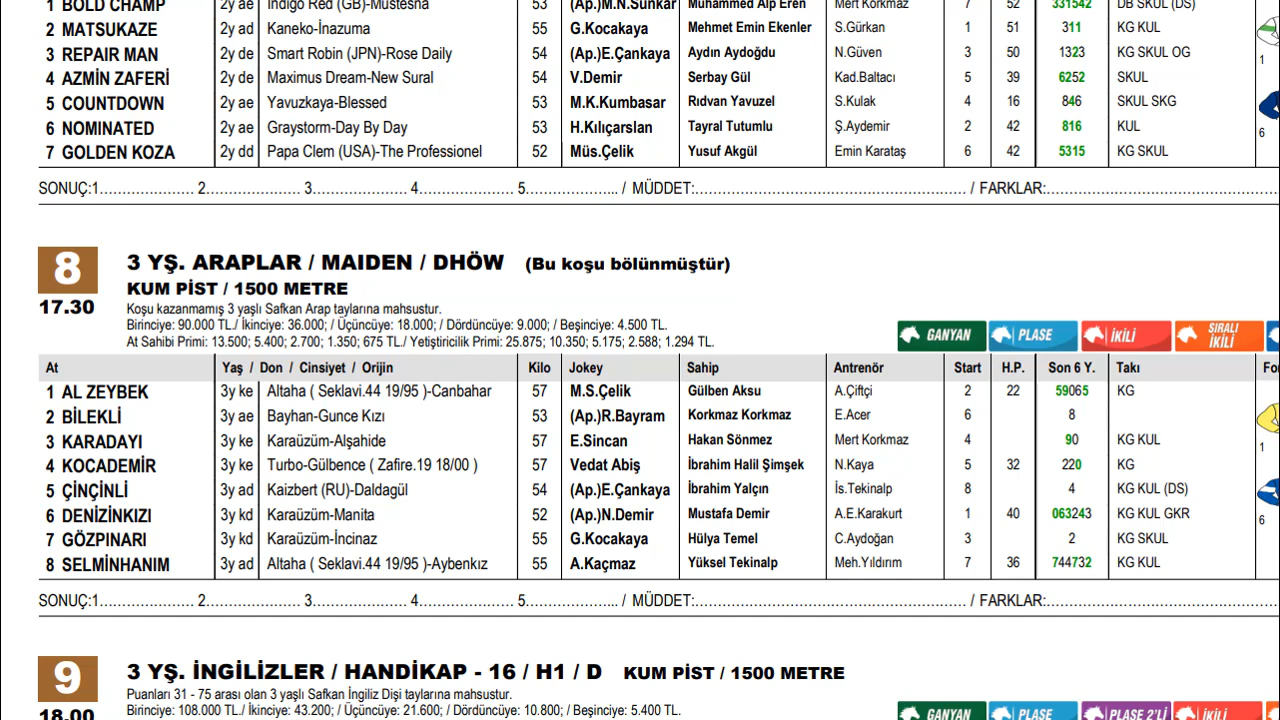 1 BOLD CHAMP 2y ae Indigo Red (GB)-Mustesna 53 (Ap.)M.N.Sunkar Muhammed Alp Eren Mert Korkmaz 7 52 331542 DB SKUL (DS)
2 MATSUKAZE 2y ad Kaneko-İnazuma 55 G.Kocakaya Mehmet Emin Ekenler S.Gürkan 1 51 311 KG KUL
3 REPAIR MAN 2y de Smart Robin (JPN)-Rose Daily 54 (Ap.)E.Çankaya Aydın Aydoğdu N.Güven 3 50 1323 KG SKUL OG
1
4 AZMİN ZAFERİ 2y dd Maximus Dream-New Sural 54 V.Demir Serbay Gül Kad.Baltacı 5 39 6252 SKUL
5 COUNTDOWN 2y ae Yavuzkaya-Blessed 53 M.K.Kumbasar Rıdvan Yavuzel S.Kulak 4 16 846 SKUL SKG
6 NOMINATED 2y ae Graystorm-Day By Day 53 H.Kılıçarslan Tayral Tutumlu Ş.Aydemir 2 42 816 KUL
6
7 GOLDEN KOZA 2y dd Papa Clem (USA)-The Professionel 52 Müs.Çelik Yusuf Akgül Emin Karataş 6 42 5315 KG SKUL
SONUÇ:1...................... 2...................... 3...................... 4...................... 5...................... / MÜDDET:............................................................... / FARKLAR:......................................................
8 3 YŞ. ARAPLAR / MAIDEN / DHÖW (Bu koşu bölünmüştür)
KUM PİST / 1500 METRE
17.30
Koşu kazanmamış 3 yaşlı Safkan Arap taylarına mahsustur.
Birinciye: 90.000 TL./ İkinciye: 36.000; / Üçüncüye: 18.000; / Dördüncüye: 9.000; / Beşinciye: 4.500 TL.
At Sahibi Primi: 13.500; 5.400; 2.700; 1.350; 675 TL./ Yetiştiricilik Primi: 25.875; 10.350; 5.175; 2.588; 1.294 TL.
GANYAN PLASE İKİLİ SIRALI İKİLİ
At Yaş / Don / Cinsiyet / Orijin Kilo Jokey Sahip Antrenör Start H.P. Son 6 Y. Takı For
1 AL ZEYBEK 3y ke Altaha ( Seklavi.44 19/95 )-Canbahar 57 M.S.Çelik Gülben Aksu A.Çiftçi 2 22 59065 KG
2 BİLEKLİ 3y ae Bayhan-Gunce Kızı 53 (Ap.)R.Bayram Korkmaz Korkmaz E.Acer 6 8
3 KARADAYI 3y ke Karaüzüm-Alşahide 57 E.Sincan Hakan Sönmez Mert Korkmaz 4 90 KG KUL
1
4 KOCADEMİR 3y ke Turbo-Gülbence ( Zafire.19 18/00 ) 57 Vedat Abiş İbrahim Halil Şimşek N.Kaya 5 32 220 KG
5 ÇİNÇİNLİ 3y ad Kaizbert (RU)-Daldagül 54 (Ap.)E.Çankaya İbrahim Yalçın İs.Tekinalp 8 4 KG KUL (DS)
6 DENİZİNKIZI 3y kd Karaüzüm-Manita 52 (Ap.)N.Demir Mustafa Demir A.E.Karakurt 1 40 063243 KG KUL GKR
6
7 GÖZPINARI 3y kd Karaüzüm-İncinaz 55 G.Kocakaya Hülya Temel C.Aydoğan 3 2 KG SKUL
8 SELMİNHANIM 3y ad Altaha ( Seklavi.44 19/95 )-Aybenkız 55 A.Kaçmaz Yüksel Tekinalp Meh.Yıldırım 7 36 744732 KG KUL
SONUÇ:1...................... 2...................... 3...................... 4...................... 5...................... / MÜDDET:............................................................... / FARKLAR:......................................................
9 3 YŞ. İNGİLİZLER / HANDİKAP - 16 / H1 / D KUM PİST / 1500 METRE
Puanları 31 - 75 arası olan 3 yaşlı Safkan İngiliz Dişi taylarına mahsustur.
18.00 Birinciye: 108.000 TL./ İkinciye: 43.200; / Üçüncüye: 21.600; / Dördüncüye: 10.800; / Beşinciye: 5.400 TL.
GANYAN PLASE PLASE 2'Lİ İKİLİ